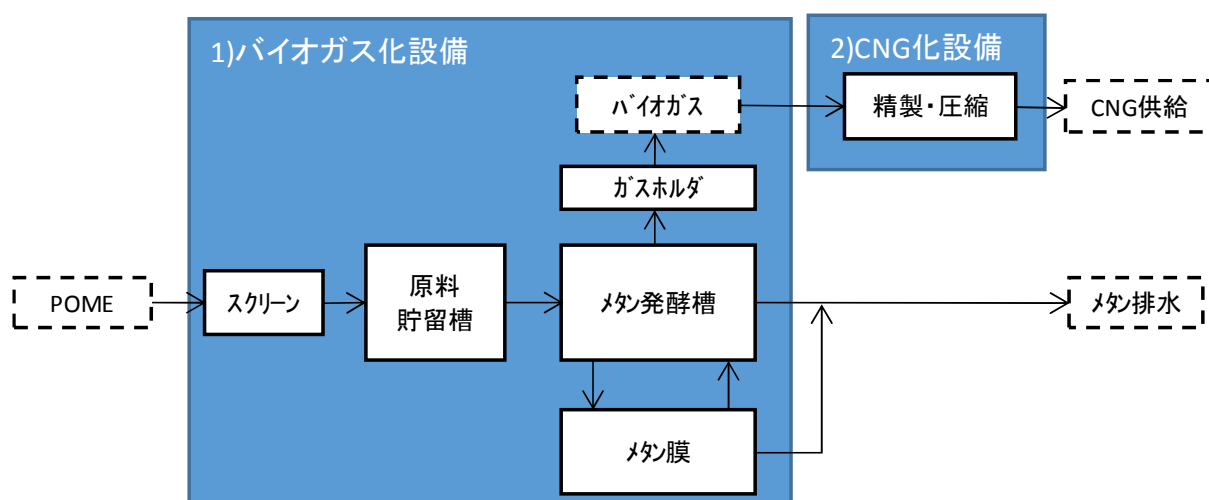 1)バイオガス化設備
2)CNG化設備
バイオガス
精製・圧縮
CNG供給
ガスホルダ
POME
スクリーン
原料
貯留槽
メタン発酵槽
メタン排水
メタン膜